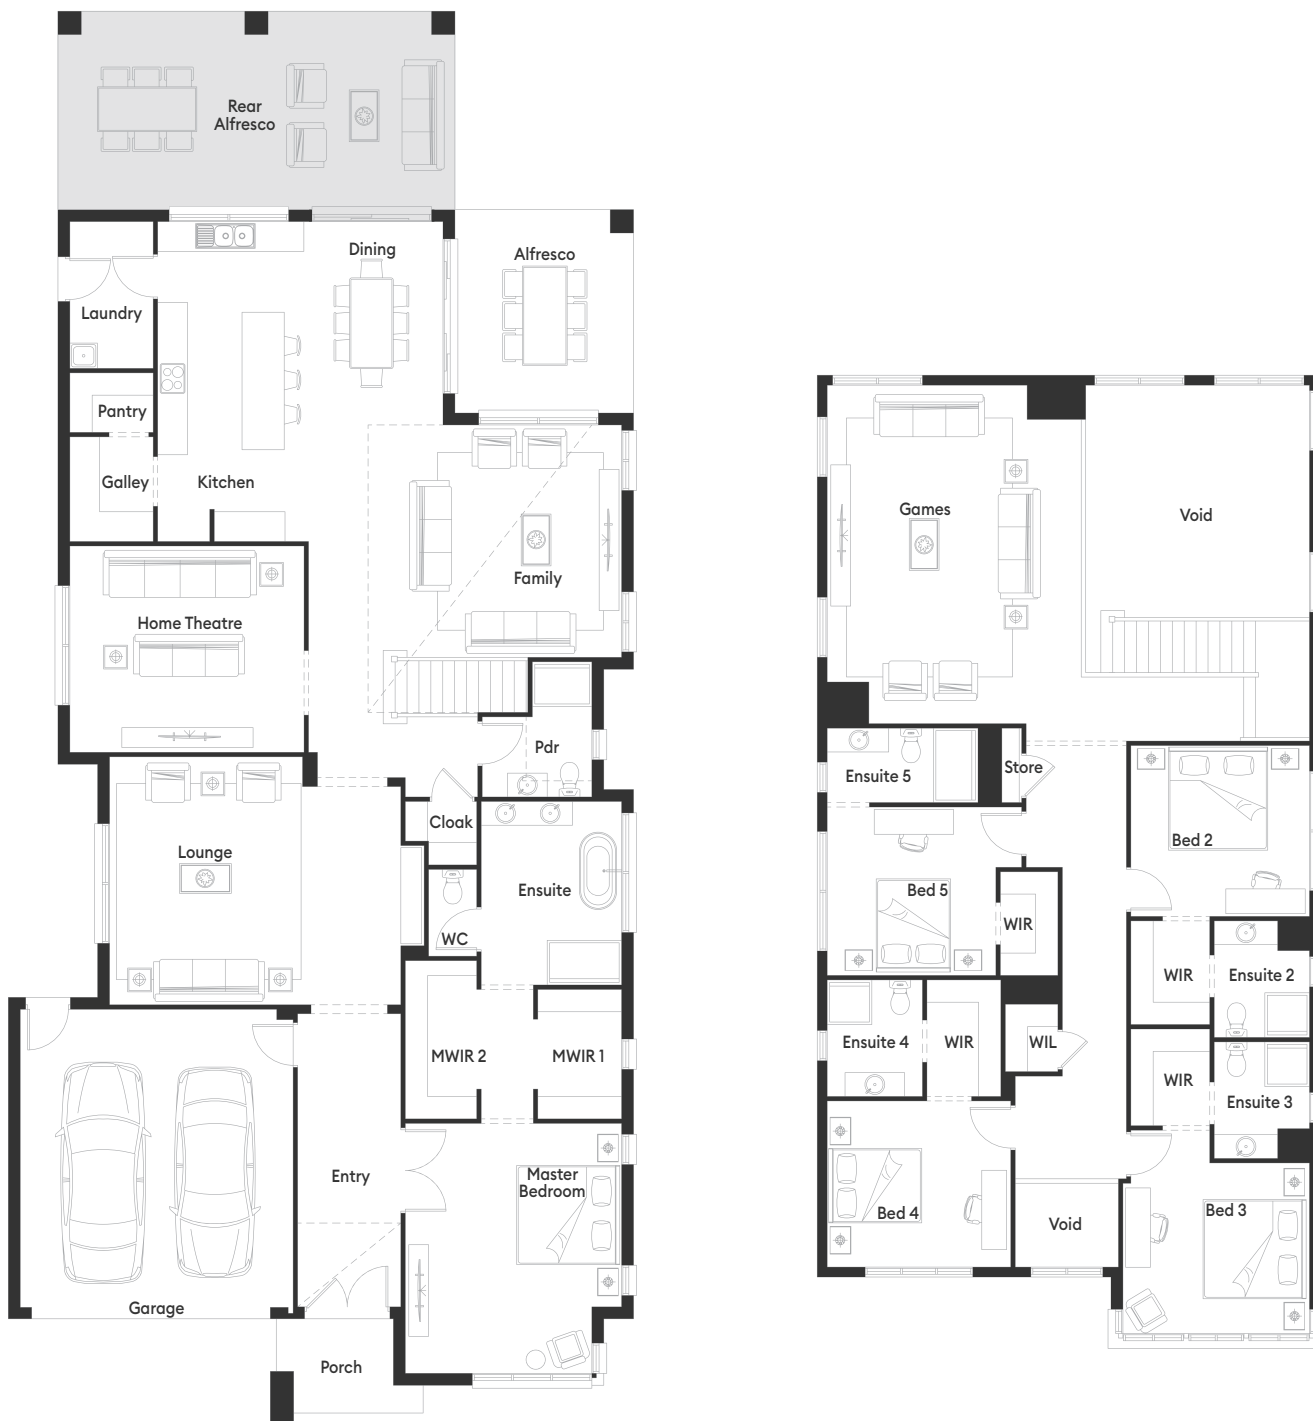 Rear
Alfresco
Dining
Alfresco
Laundry
Pantry
Galley
Kitchen
Family
Home Theatre
Pdr
Cloak
Lounge
Ensuite
WC
MWIR 2
MWIR 1
Entry
Master
Bedroom
Garage
Porch
Games
Void
Ensuite 5
Store
Bed 2
Bed 5
WIR
WIR
Ensuite 2
Ensuite 4
WIR
WIL
WIR
Ensuite 3
Bed 4
Void
Bed 3